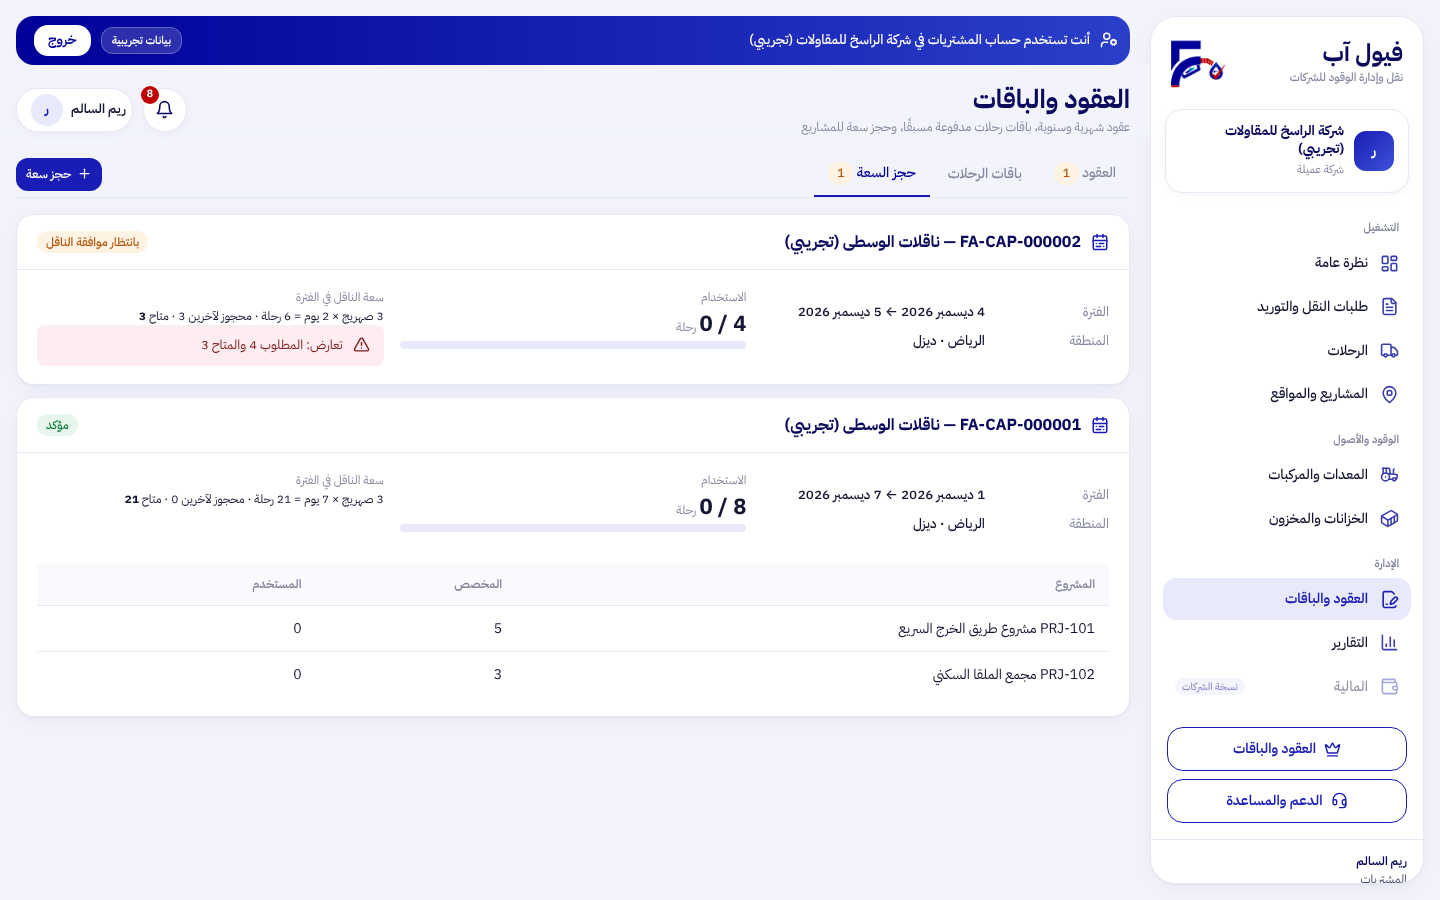 فيول آب
نقل وإدارة الوقود للشركات
ر
شركة الراسخ للمقاولات (تجريبي)
شركة عميلة
التشغيل
نظرة عامة
طلبات النقل والتوريد
الرحلات
المشاريع والمواقع
الوقود والأصول
المعدات والمركبات
الخزانات والمخزون
الإدارة
العقود والباقات
التقارير
المالية
نسخة الشركات
العقود والباقات
الدعم والمساعدة
ريم السالم
المشتريات
أنت تستخدم حساب المشتريات في شركة الراسخ للمقاولات (تجريبي)
بيانات تجريبية
خروج
العقود والباقات
عقود شهرية وسنوية، باقات رحلات مدفوعة مسبقًا، وحجز سعة للمشاريع
8
ريم السالم
ر
العقود 1
باقات الرحلات
حجز السعة 1
حجز سعة
FA-CAP-000002 — ناقلات الوسطى (تجريبي)
بانتظار موافقة الناقل
الفترة
4 ديسمبر 2026 ← 5 ديسمبر 2026
المنطقة
الرياض · ديزل
الاستخدام
0 / 4 رحلة
سعة الناقل في الفترة
3 صهريج × 2 يوم = 6 رحلة · محجوز لآخرين 3 · متاح 3
تعارض: المطلوب 4 والمتاح 3
FA-CAP-000001 — ناقلات الوسطى (تجريبي)
مؤكد
الفترة
1 ديسمبر 2026 ← 7 ديسمبر 2026
المنطقة
الرياض · ديزل
الاستخدام
0 / 8 رحلة
سعة الناقل في الفترة
3 صهريج × 7 يوم = 21 رحلة · محجوز لآخرين 0 · متاح 21
المشروع المخصص المستخدم
PRJ-101 مشروع طريق الخرج السريع 5 0
PRJ-102 مجمع الملقا السكني 3 0